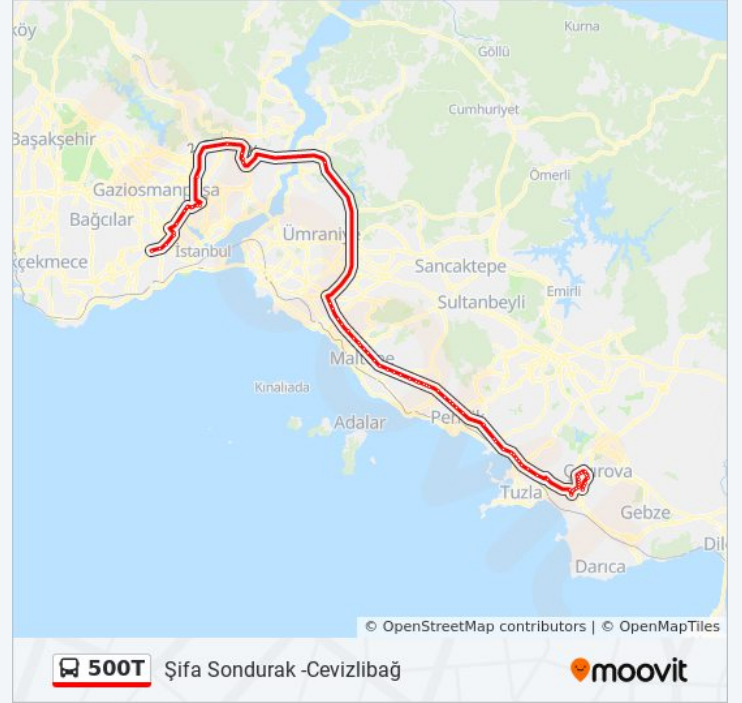 köy
Kurna
Göllü
Cumhuriyet
Başakşehir
Ömerli
Gaziosmanpaşa
Bağcılar
Ümraniye
kçekmece
İstanbul
Sancaktepe
Emirli
Sultanbeyli
Maltepe
Kınalıada
Adalar
Pendik
Çayırova
Tuzla
Gebze
Dil
Darıca
© OpenStreetMap contributors | © OpenMapTiles
500T Şifa Sondurak -Cevizlibağ
moovit